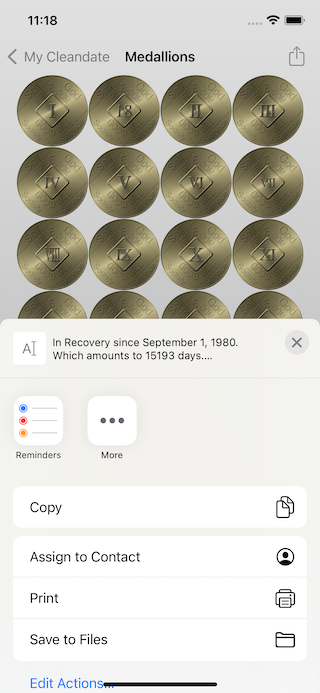 11:18
My Cleandate
Medallions
I
18
II
III
IV
V
VI
VII
VIII
IX
X
XI
In Recovery since September 1, 1980.
Which amounts to 15193 days....
Reminders
More
Copy
Assign to Contact
Print
Save to Files
Edit Actions...